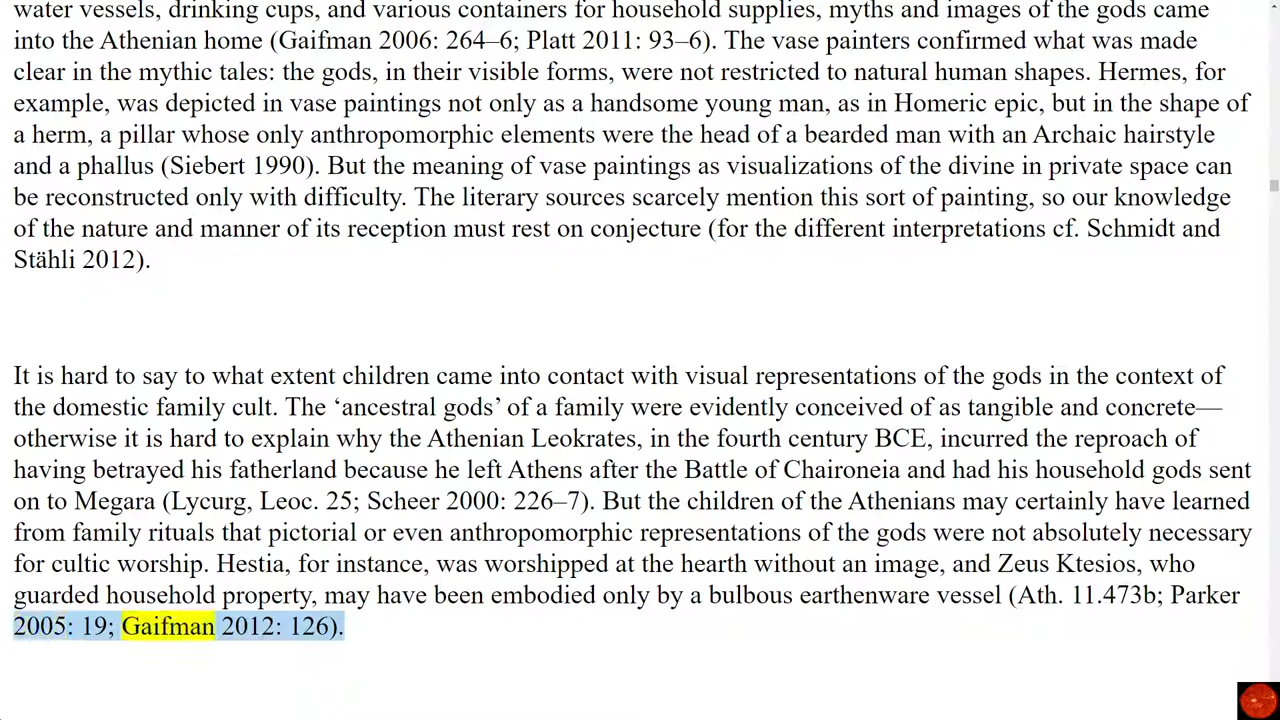 water vessels, drinking cups, and various containers for household supplies, myths and images of the gods came
into the Athenian home (Gaifman 2006: 264–6; Platt 2011: 93–6). The vase painters confirmed what was made
clear in the mythic tales: the gods, in their visible forms, were not restricted to natural human shapes. Hermes, for
example, was depicted in vase paintings not only as a handsome young man, as in Homeric epic, but in the shape of
a herm, a pillar whose only anthropomorphic elements were the head of a bearded man with an Archaic hairstyle
and a phallus (Siebert 1990). But the meaning of vase paintings as visualizations of the divine in private space can
be reconstructed only with difficulty. The literary sources scarcely mention this sort of painting, so our knowledge
of the nature and manner of its reception must rest on conjecture (for the different interpretations cf. Schmidt and
Stähli 2012).
It is hard to say to what extent children came into contact with visual representations of the gods in the context of
the domestic family cult. The ‘ancestral gods’ of a family were evidently conceived of as tangible and concrete—
otherwise it is hard to explain why the Athenian Leokrates, in the fourth century BCE, incurred the reproach of
having betrayed his fatherland because he left Athens after the Battle of Chaironeia and had his household gods sent
on to Megara (Lycurg, Leoc. 25; Scheer 2000: 226–7). But the children of the Athenians may certainly have learned
from family rituals that pictorial or even anthropomorphic representations of the gods were not absolutely necessary
for cultic worship. Hestia, for instance, was worshipped at the hearth without an image, and Zeus Ktesios, who
guarded household property, may have been embodied only by a bulbous earthenware vessel (Ath. 11.473b; Parker
2005: 19; Gaifman 2012: 126).